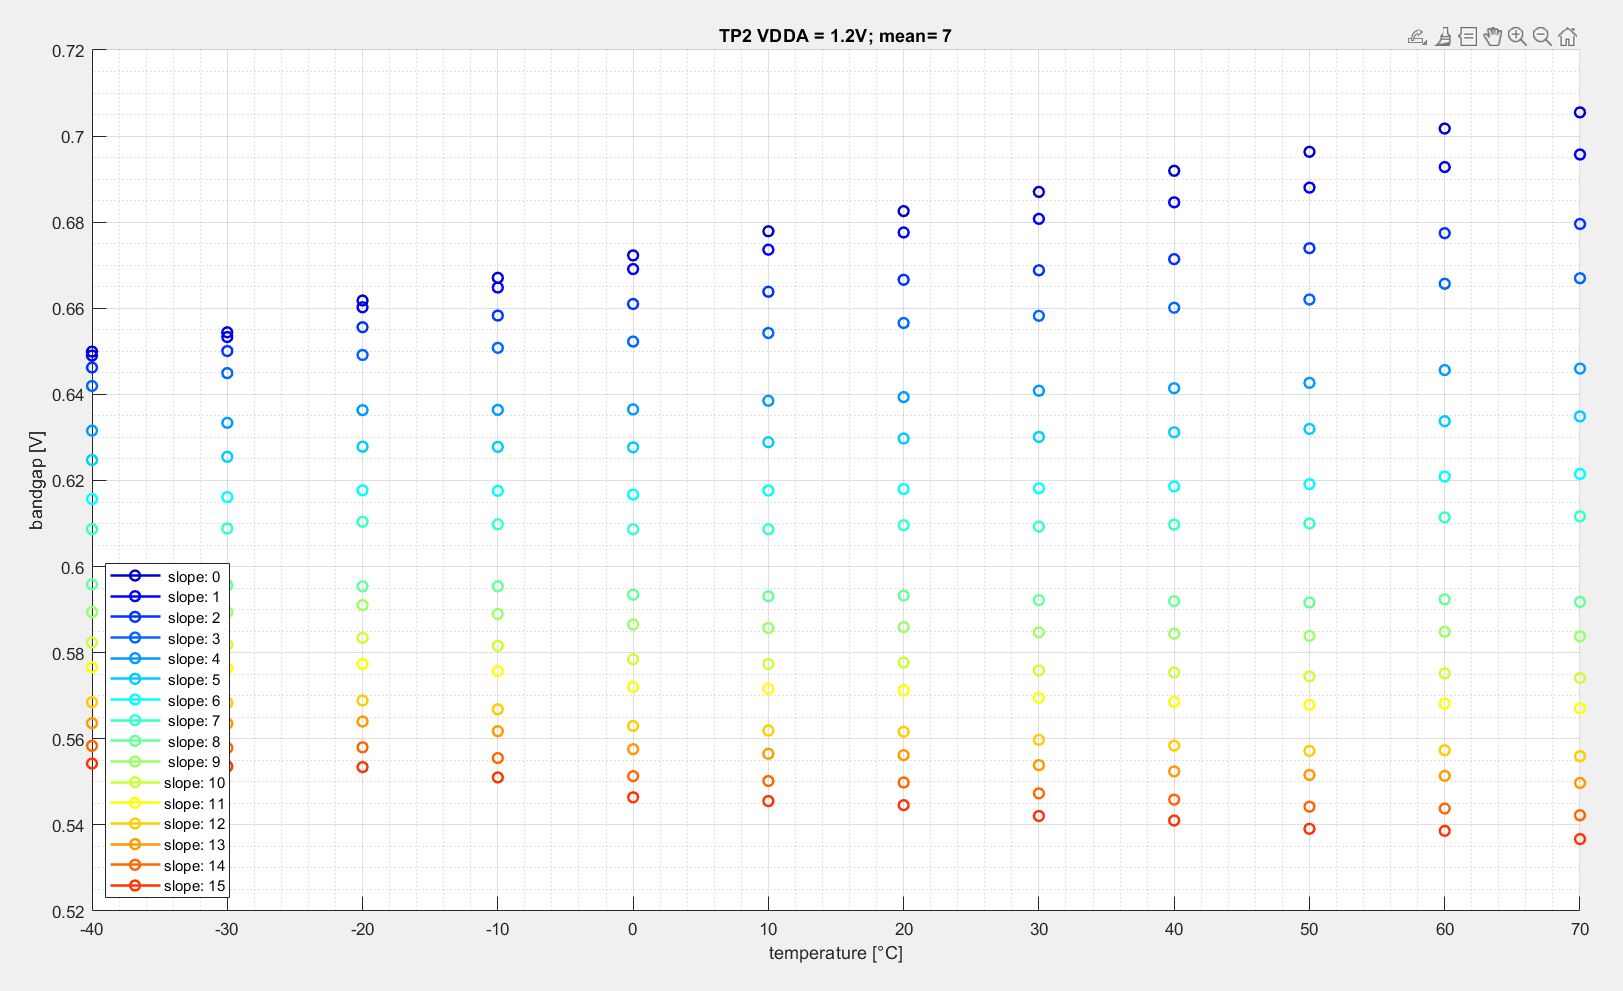 TP2 VDDA = 1.2V; mean= 7
0.72
0.7
0.68
0.66
0.64
0.62
0.6
0.58
0.56
0.54
0.52
bandgap [V]
slope: 0
slope: 1
slope: 2
slope: 3
slope: 4
slope: 5
slope: 6
slope: 7
slope: 8
slope: 9
slope: 10
slope: 11
slope: 12
slope: 13
slope: 14
slope: 15
-40 -30 -20 -10 0 10 20 30 40 50 60 70
temperature [°C]